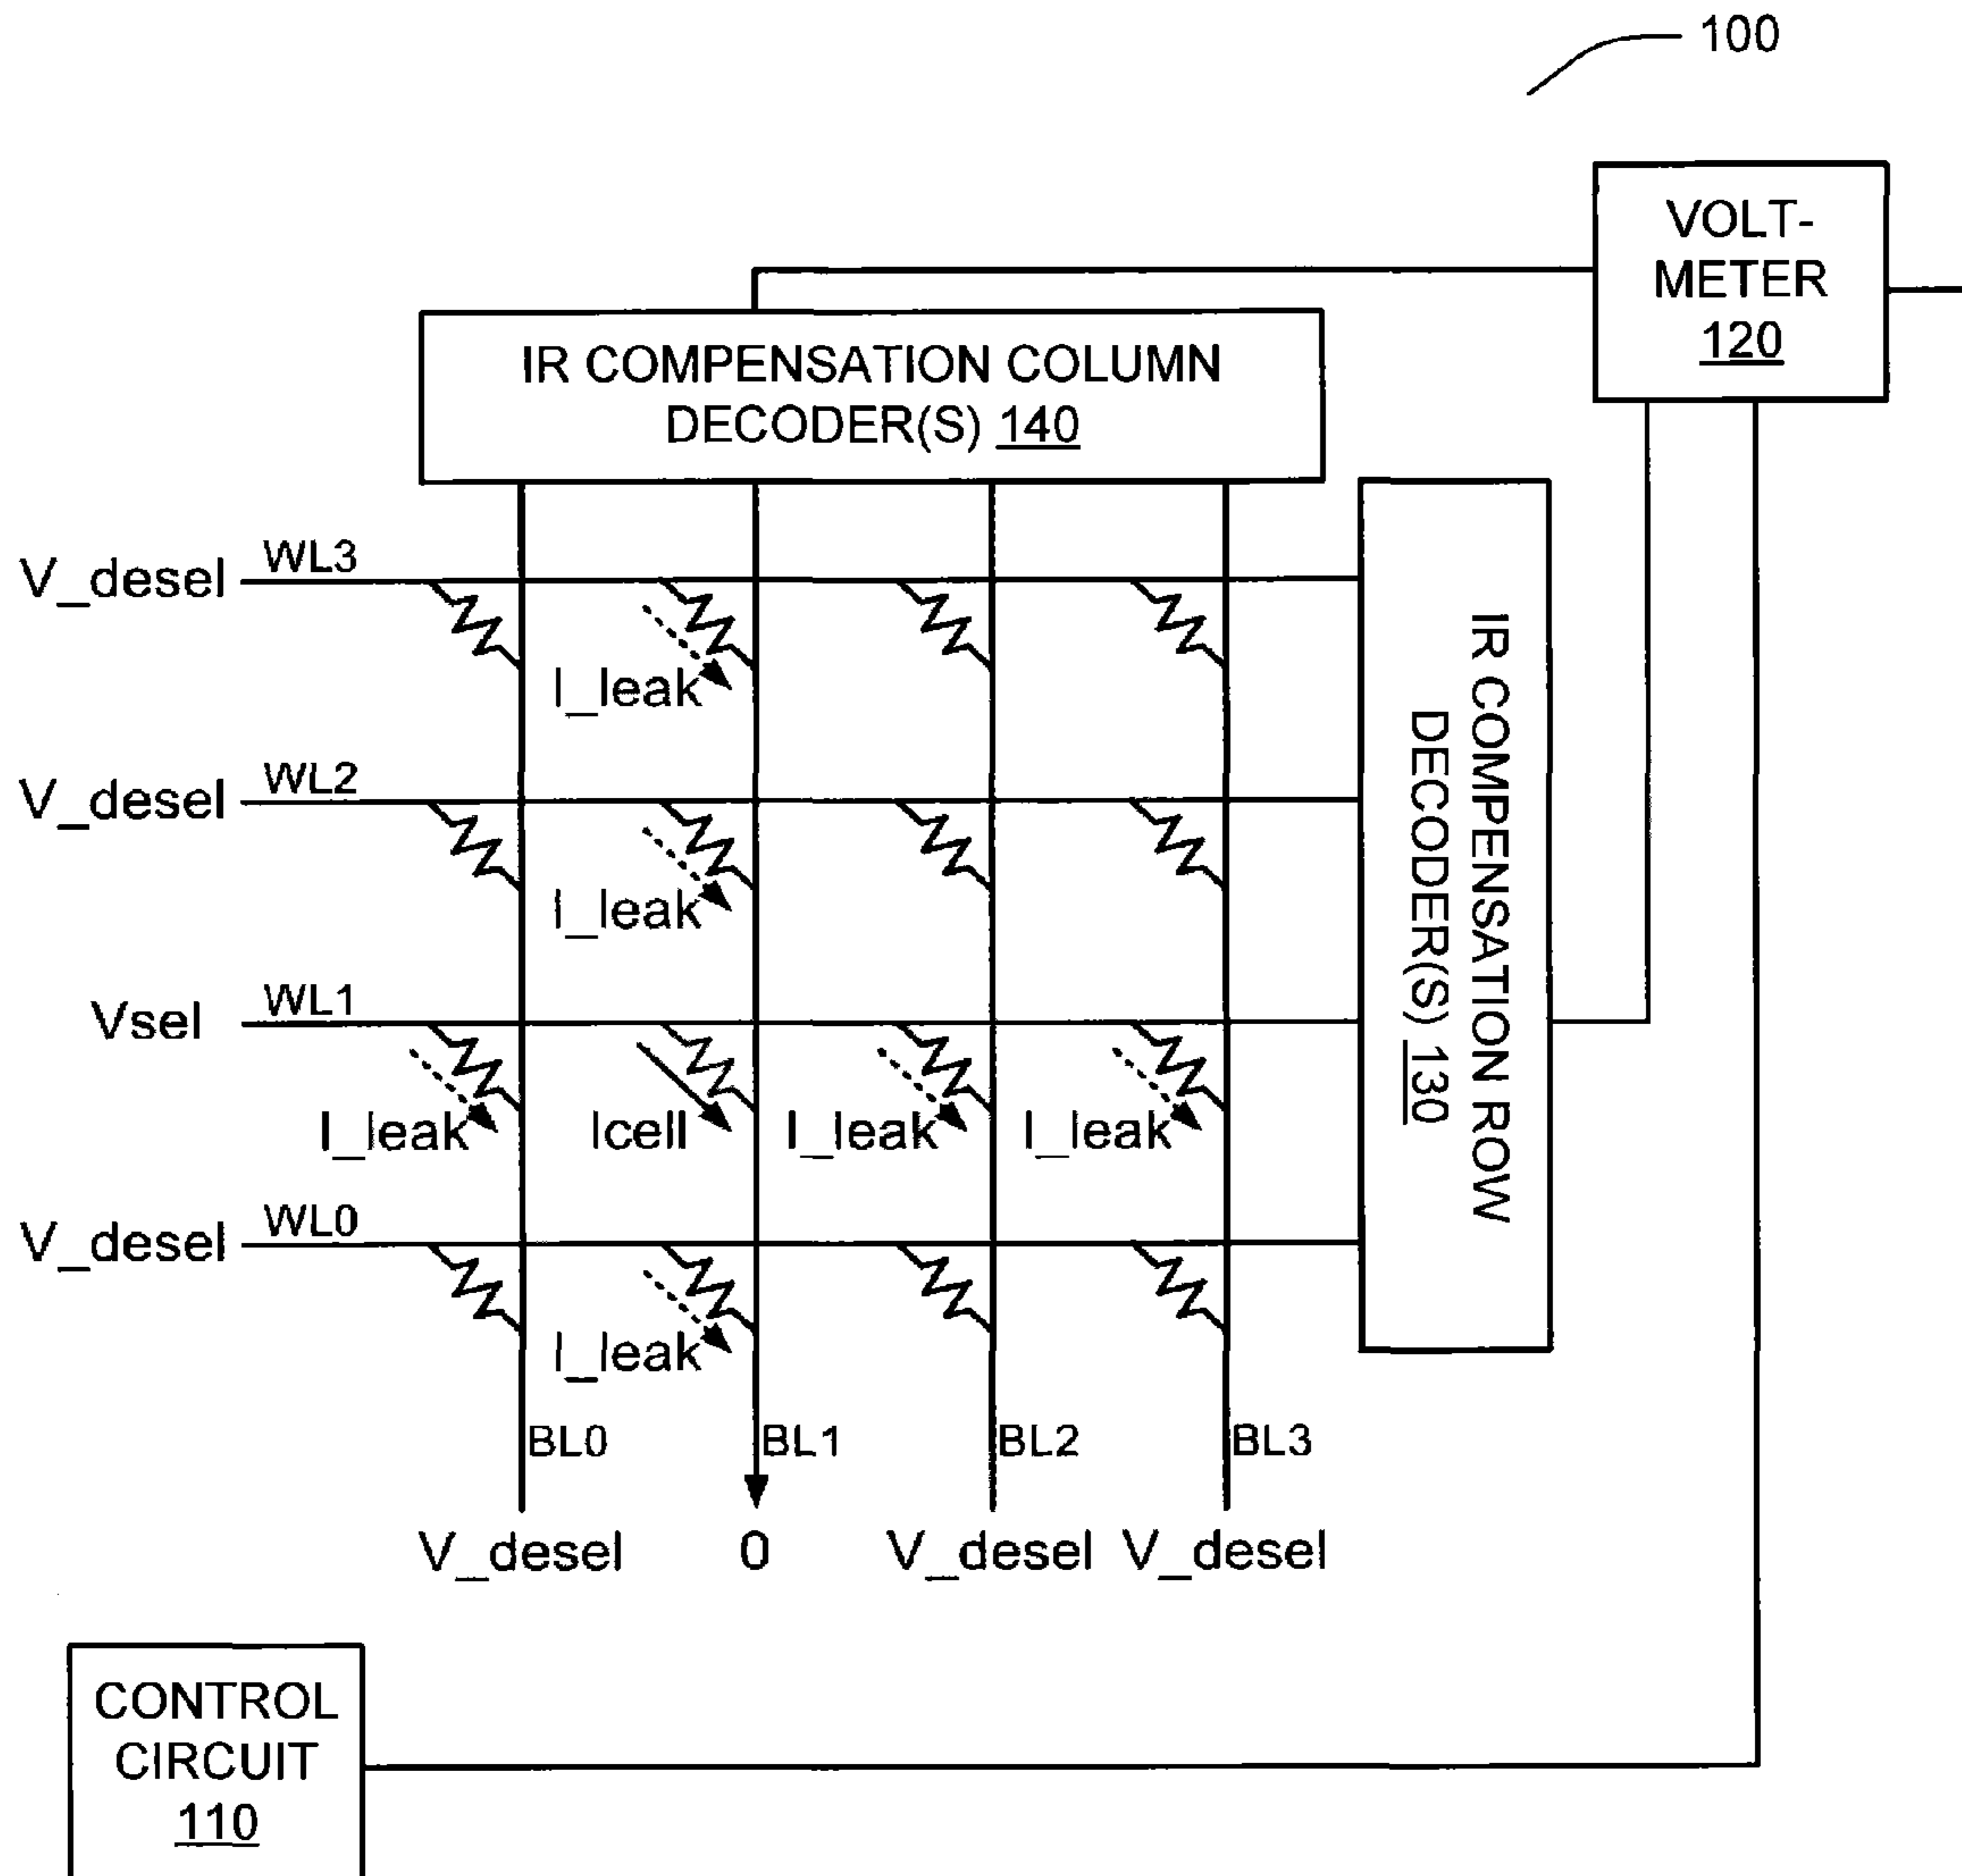 100
VOLT-
METER
120
IR COMPENSATION COLUMN
DECODER(S) 140
IR COMPENSATION ROW
DECODER(S) 130
V_desel WL3
I_leak
V_desel WL2
I_leak
Vsel WL1
I_leak Icell I_leak I_leak
V_desel WL0
I_leak
BL0 BL1 BL2 BL3
V_desel 0 V_desel V_desel
CONTROL
CIRCUIT
110